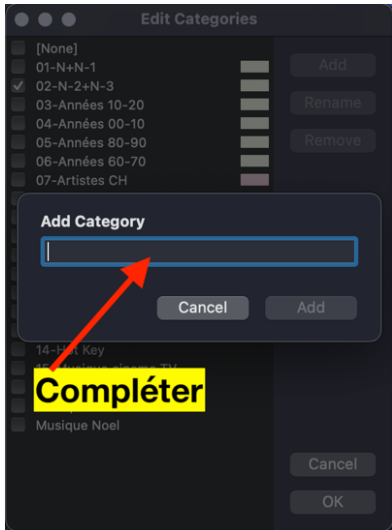 Edit Categories
[None]
01-N+N-1
Add
02-N-2+N-3
03-Années 10-20
Rename
04-Années 00-10
05-Années 80-90
Remove
06-Années 60-70
07-Artistes CH
Add Category
Cancel
Add
14-Hot Key
Compléter
Musique Noel
Cancel
OK